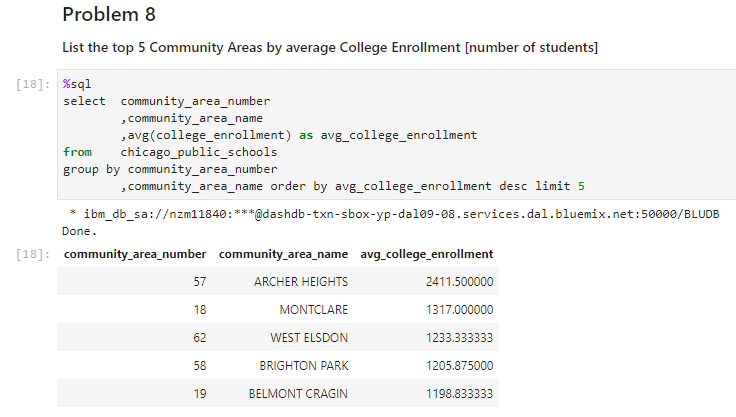 Problem 8
List the top 5 Community Areas by average College Enrollment [number of students]
[18]: %sql
select community_area_number
,community_area_name
,avg(college_enrollment) as avg_college_enrollment
from chicago_public_schools
group by community_area_number
,community_area_name order by avg_college_enrollment desc limit 5
* ibm_db_sa://nzm11840:***@dashdb-txn-sbox-yp-dal09-08.services.dal.bluemix.net:50000/BLUDB
Done.
[18]: community_area_number community_area_name avg_college_enrollment
57 ARCHER HEIGHTS 2411.500000
18 MONTCLARE 1317.000000
62 WEST ELSDON 1233.333333
58 BRIGHTON PARK 1205.875000
19 BELMONT CRAGIN 1198.833333